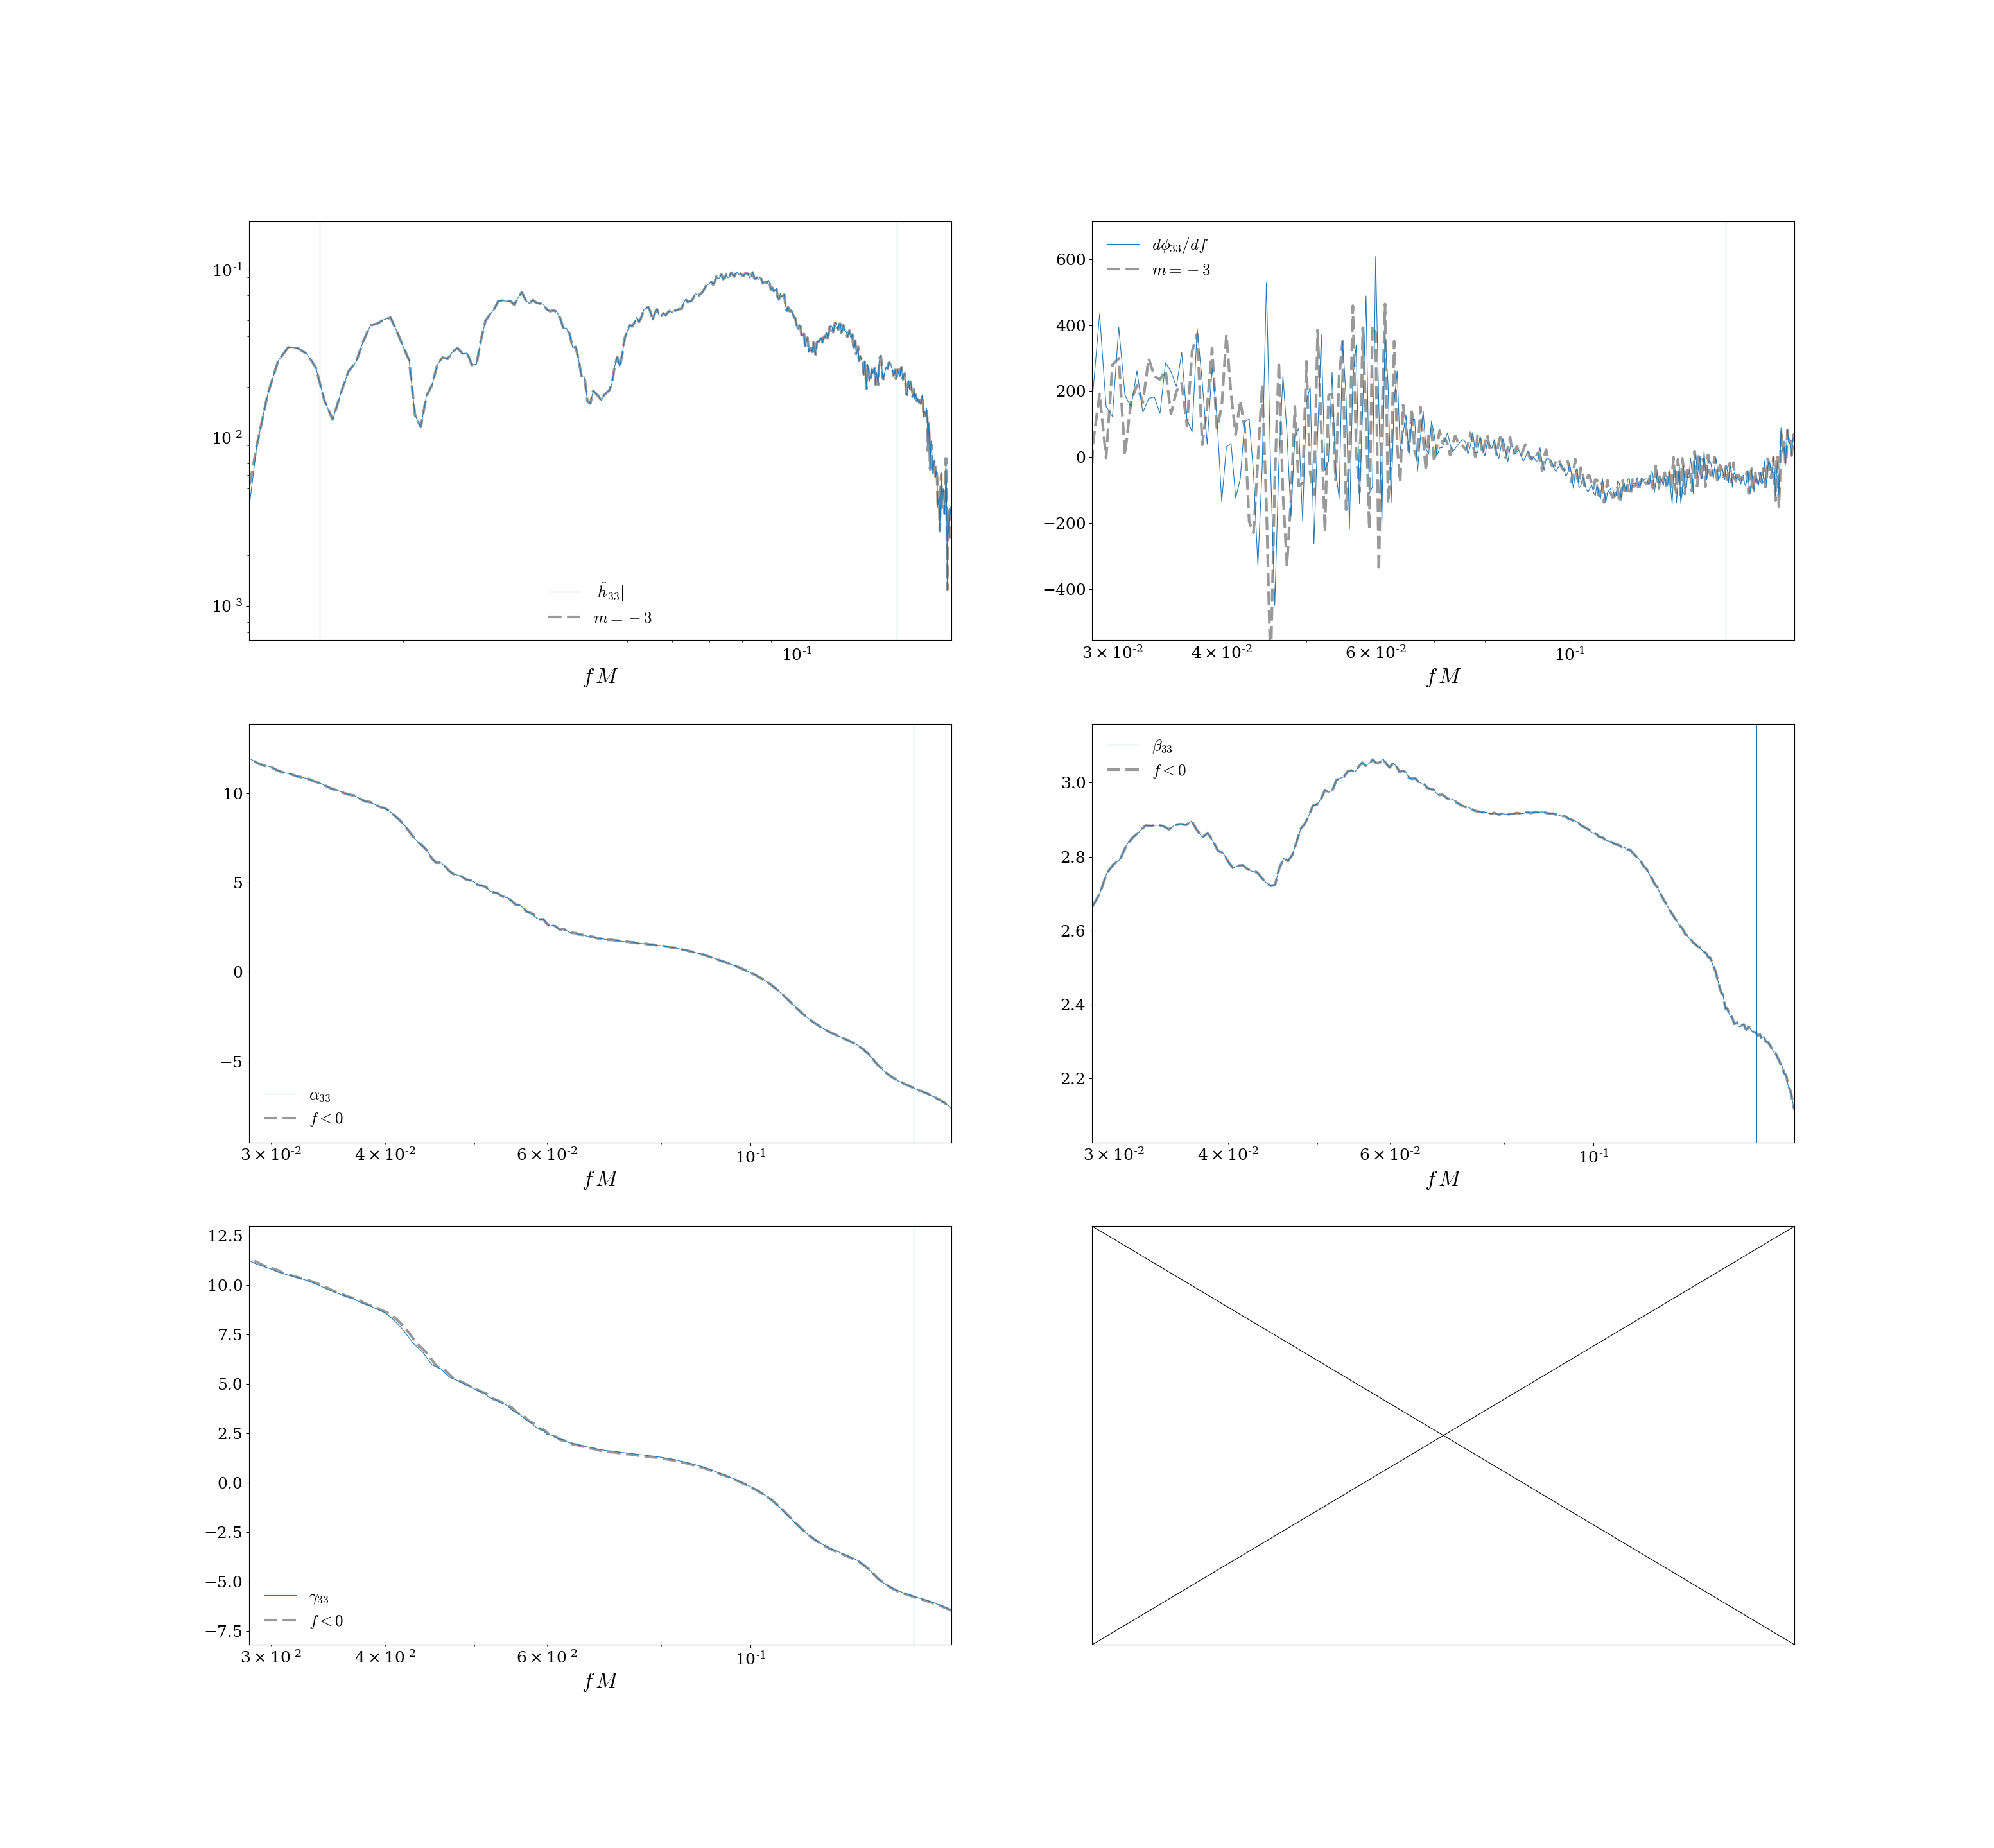 10⁻¹
10⁻²
10⁻³
|h̃₃₃|
m = −3
10⁻¹
f M
600
400
200
0
−200
−400
dϕ₃₃/df
m = −3
3 × 10⁻² 4 × 10⁻² 6 × 10⁻² 10⁻¹
f M
10
5
0
−5
α₃₃
f < 0
3 × 10⁻² 4 × 10⁻² 6 × 10⁻² 10⁻¹
f M
3.0
2.8
2.6
2.4
2.2
β₃₃
f < 0
3 × 10⁻² 4 × 10⁻² 6 × 10⁻² 10⁻¹
f M
12.5
10.0
7.5
5.0
2.5
0.0
−2.5
−5.0
−7.5
γ₃₃
f < 0
3 × 10⁻² 4 × 10⁻² 6 × 10⁻² 10⁻¹
f M